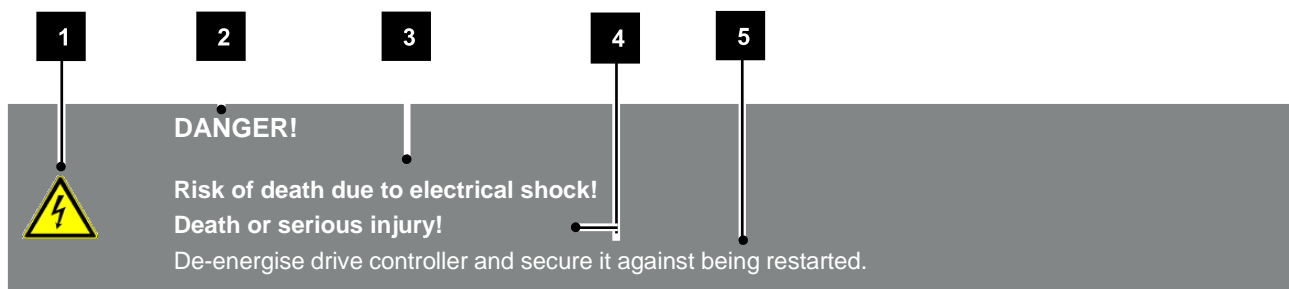 1 2 3 4 5
DANGER!
Risk of death due to electrical shock!
Death or serious injury!
De-energise drive controller and secure it against being restarted.